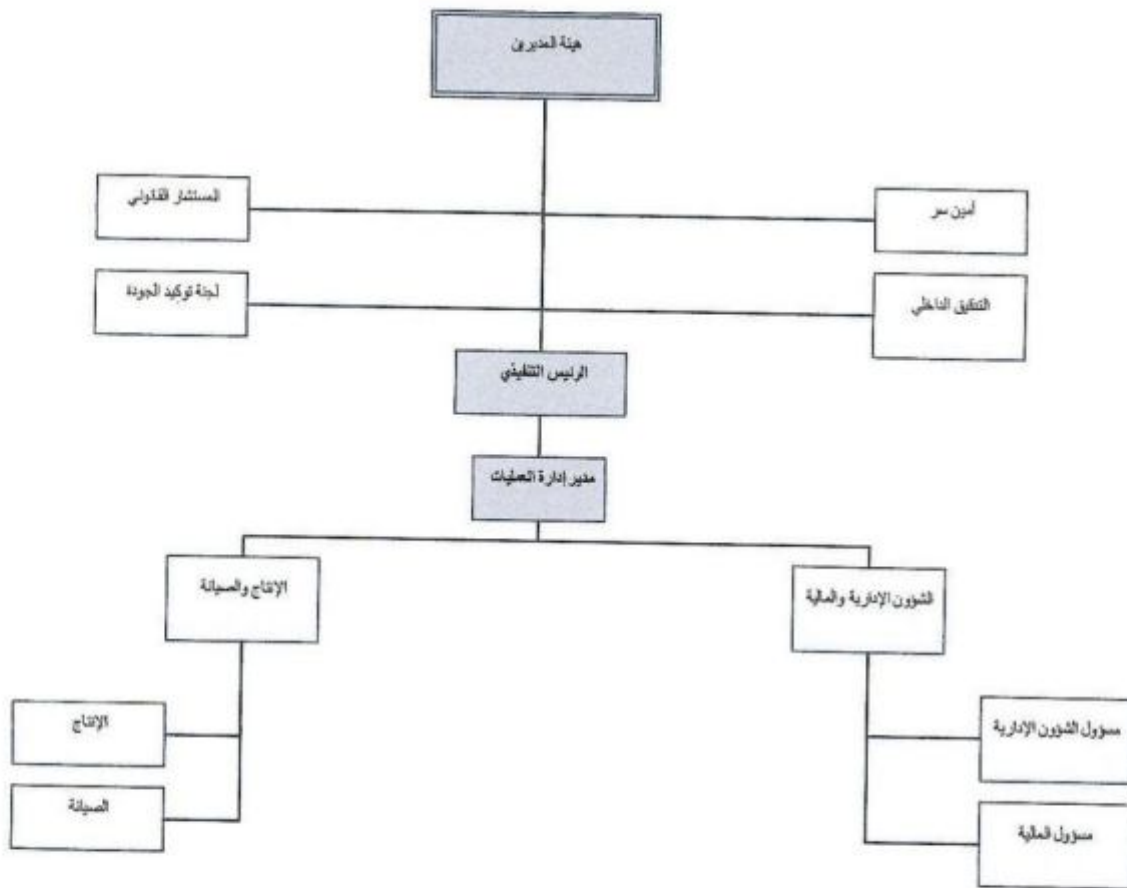 هيئة المديرين
أمين سر
المستشار القانوني
التدقيق الداخلي
لجنة توكيد الجودة
الرئيس التنفيذي
مدير إدارة العمليات
الشؤون الإدارية والمالية
الإنتاج والصيانة
مسؤول الشؤون الإدارية
الإنتاج
مسؤول المالية
الصيانة